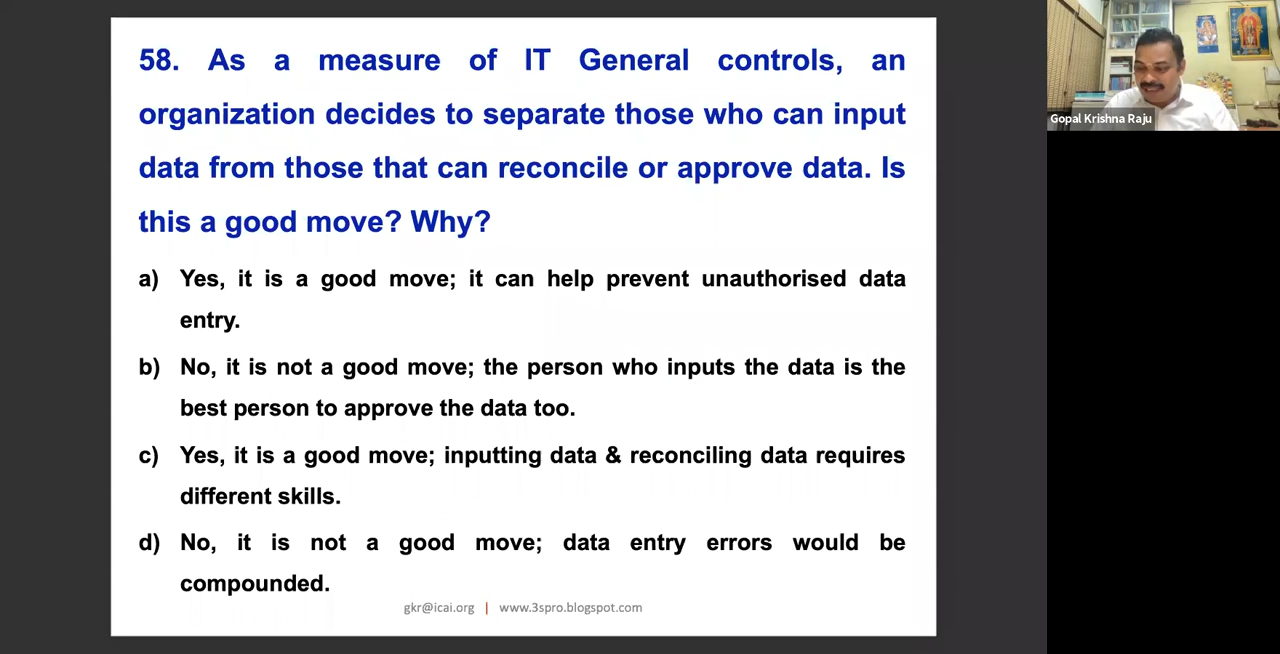 58. As a measure of IT General controls, an
organization decides to separate those who can input
data from those that can reconcile or approve data. Is
this a good move? Why?
a) Yes, it is a good move; it can help prevent unauthorised data
entry.
b) No, it is not a good move; the person who inputs the data is the
best person to approve the data too.
c) Yes, it is a good move; inputting data & reconciling data requires
different skills.
d) No, it is not a good move; data entry errors would be
compounded.
gkr@icai.org | www.3spro.blogspot.com
Gopal Krishna Raju